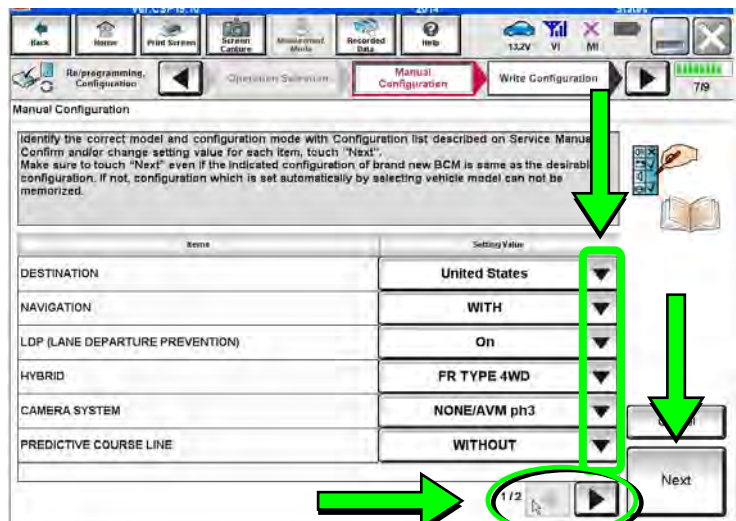 Back
Home
Print Screen
Screen Capture
Measurement Mode
Recorded Data
Help
13.2V
VI
MI
Re/programming, Configuration
Operation Selection
Manual Configuration
Write Configuration
7/9
Manual Configuration
Identify the correct model and configuration mode with "Configuration list described on Service
Confirm and/or change setting value for each item, touch "Next".
Make sure to touch "Next" even if the indicated configuration of brand new BCM is same as the
configuration. If not, configuration which is set automatically by selecting vehicle model can not be
memorized.
Items
Setting Value
DESTINATION
United States
NAVIGATION
WITH
LDP (LANE DEPARTURE PREVENTION)
On
HYBRID
FR TYPE 4WD
CAMERA SYSTEM
NONE/AVM ph3
PREDICTIVE COURSE LINE
WITHOUT
1/2
Next